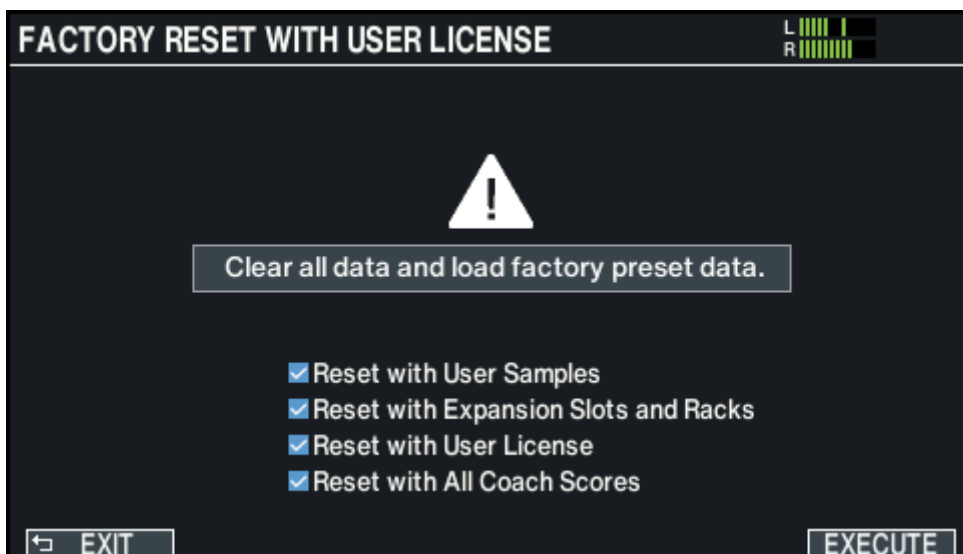 FACTORY RESET WITH USER LICENSE
L
R
!
Clear all data and load factory preset data.
Reset with User Samples
Reset with Expansion Slots and Racks
Reset with User License
Reset with All Coach Scores
EXIT
EXECUTE